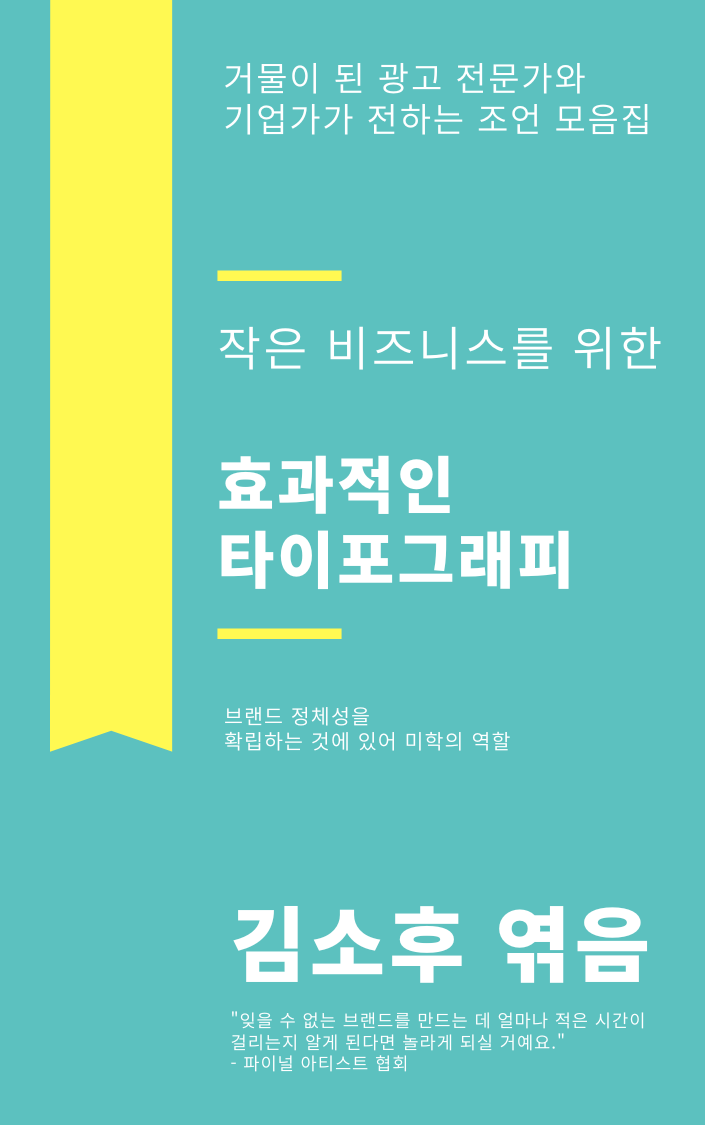 거물이 된 광고 전문가와
기업가가 전하는 조언 모음집
작은 비즈니스를 위한
효과적인
타이포그래피
브랜드 정체성을
확립하는 것에 있어 미학의 역할
김소후 엮음
"잊을 수 없는 브랜드를 만드는 데 얼마나 적은 시간이
걸리는지 알게 된다면 놀라게 되실 거예요."
- 파이널 아티스트 협회